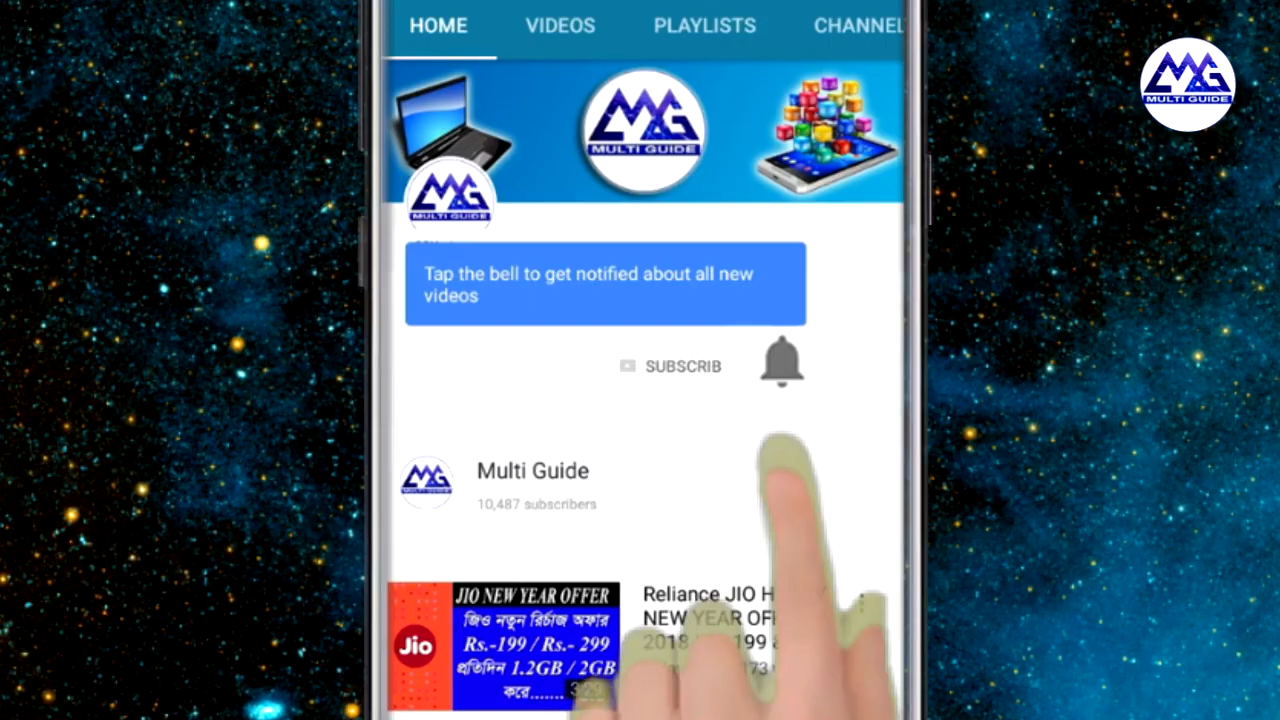 HOME VIDEOS PLAYLISTS CHANNEL
MULTI GUIDE
MULTI GUIDE
MULTI GUIDE
Tap the bell to get notified about all new
videos
SUBSCRIB
MULTI GUIDE
Multi Guide
10,487 subscribers
JIO NEW YEAR OFFER
জিও নতুন রির্চাজ অফার
Rs.-199 / Rs.- 299
প্রতিদিন 1.2GB / 2GB
করে.......
Jio
Reliance JIO H
NEW YEAR OF
2018 199
173